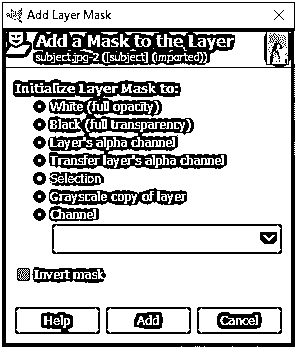 Add Layer Mask
Add a Mask to the Layer
subject.jpg-2 ([subject] (imported))
Initialize Layer Mask to:
White (full opacity)
Black (full transparency)
Layer's alpha channel
Transfer layer's alpha channel
Selection
Grayscale copy of layer
Channel
Invert mask
Help Add Cancel